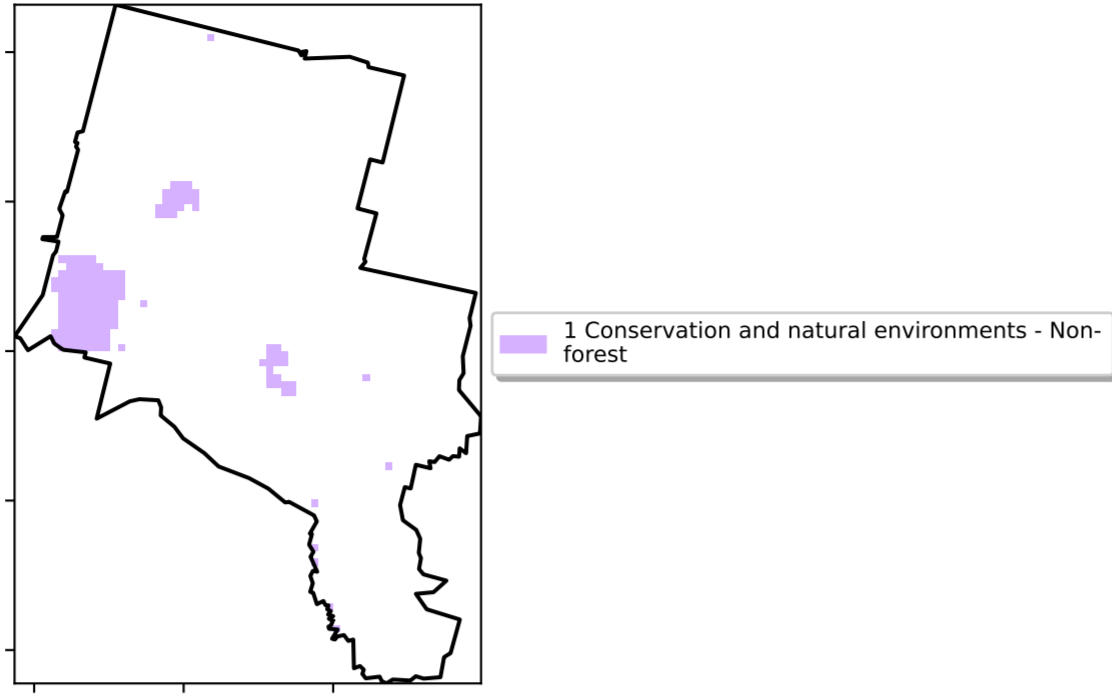 1 Conservation and natural environments - Non-
forest